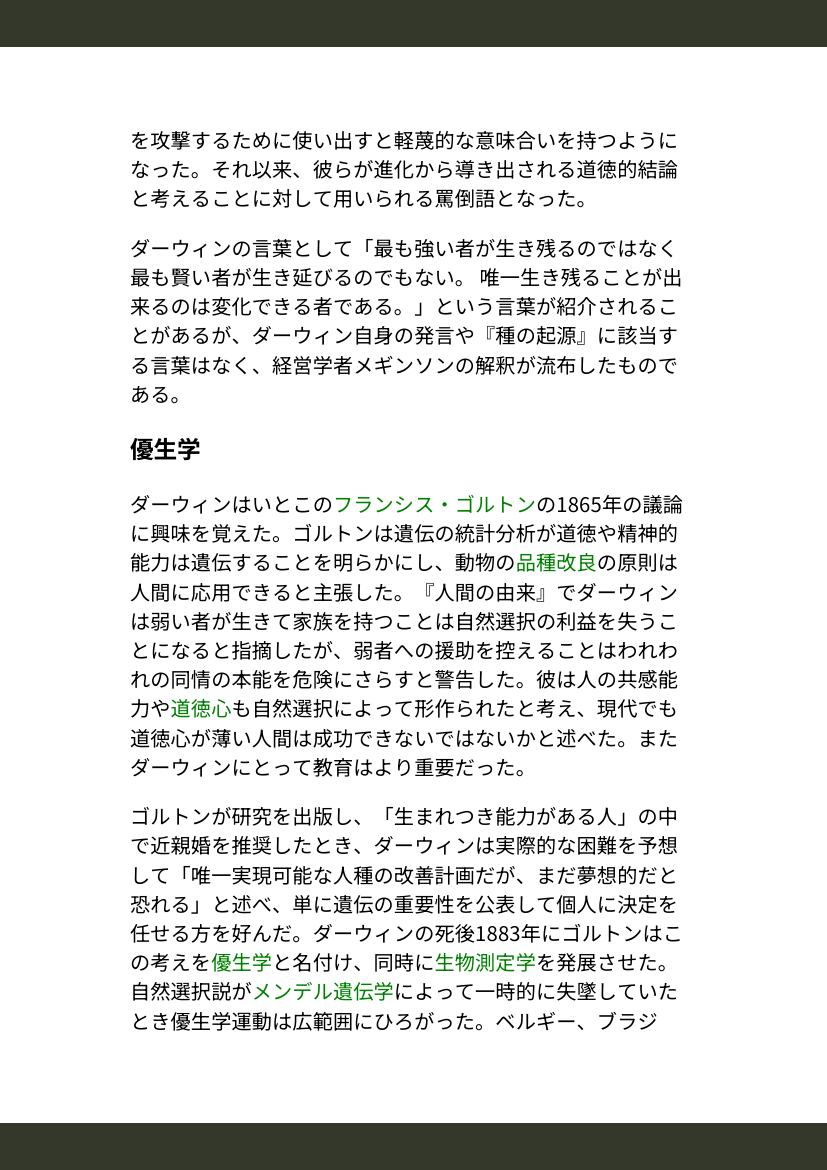 を攻撃するために使い出すと軽蔑的な意味合いを持つように
なった。それ以来、彼らが進化から導き出される道徳的結論
と考えることに対して用いられる罵倒語となった。
ダーウィンの言葉として「最も強い者が生き残るのではなく
最も賢い者が生き延びるのでもない。 唯一生き残ることが出
来るのは変化できる者である。」という言葉が紹介されるこ
とがあるが、ダーウィン自身の発言や『種の起源』に該当す
る言葉はなく、経営学者メギンソンの解釈が流布したもので
ある。
優生学
ダーウィンはいとこのフランシス・ゴルトンの1865年の議論
に興味を覚えた。ゴルトンは遺伝の統計分析が道徳や精神的
能力は遺伝することを明らかにし、動物の品種改良の原則は
人間に応用できると主張した。『人間の由来』でダーウィン
は弱い者が生きて家族を持つことは自然選択の利益を失うこ
とになると指摘したが、弱者への援助を控えることはわれわ
れの同情の本能を危険にさらすと警告した。彼は人の共感能
力や道徳心も自然選択によって形作られたと考え、現代でも
道徳心が薄い人間は成功できないではないかと述べた。また
ダーウィンにとって教育はより重要だった。
ゴルトンが研究を出版し、「生まれつき能力がある人」の中
で近親婚を推奨したとき、ダーウィンは実際的な困難を予想
して「唯一実現可能な人種の改善計画だが、まだ夢想的だと
恐れる」と述べ、単に遺伝の重要性を公表して個人に決定を
任せる方を好んだ。ダーウィンの死後1883年にゴルトンはこ
の考えを優生学と名付け、同時に生物測定学を発展させた。
自然選択説がメンデル遺伝学によって一時的に失墜していた
とき優生学運動は広範囲にひろがった。ベルギー、ブラジ